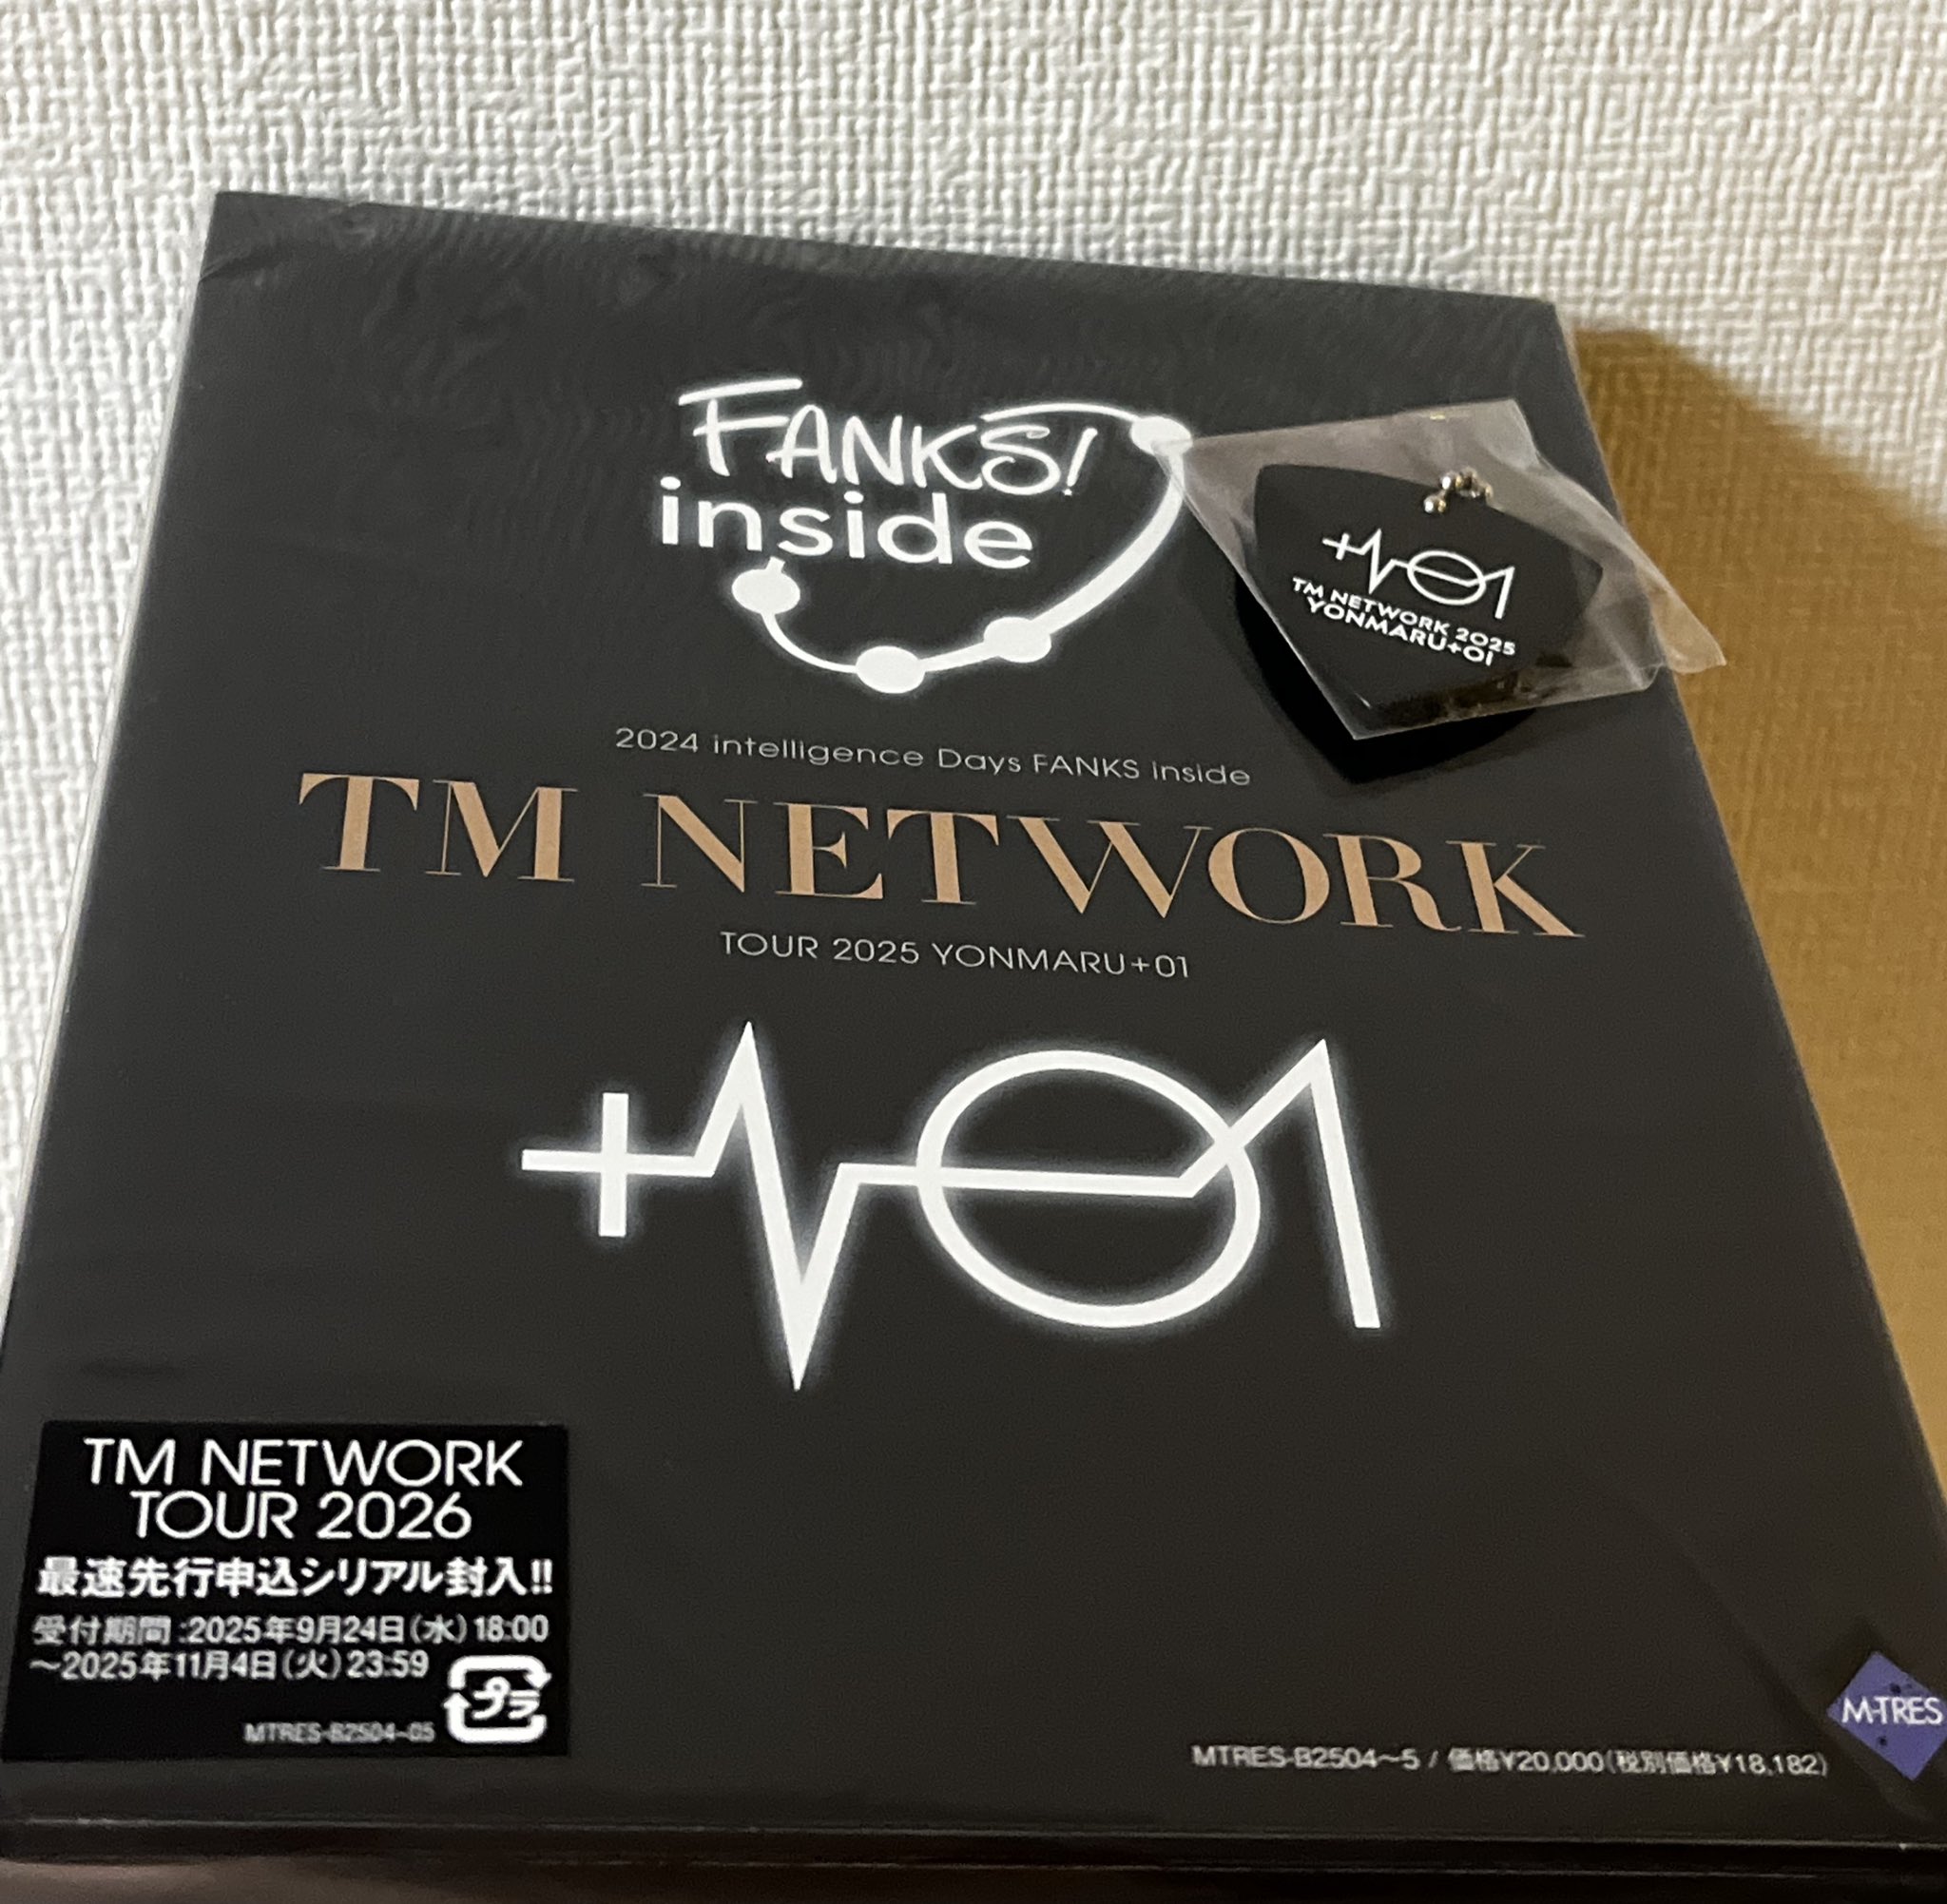 FANKS!
inside
TM NETWORK 2025
YONMARU+01
2024 intelligence Days FANKS inside
TM NETWORK
TOUR 2025 YONMARU+01
+01
TM NETWORK
TOUR 2026
最速先行申込シリアル封入!!
受付期間:2025年9月24日(水)18:00
～2025年11月4日(火)23:59
プラ
MTRES-B2504~05
M-TRES
MTRES-B2504～5 / 価格¥20,000(税別価格¥18,182)